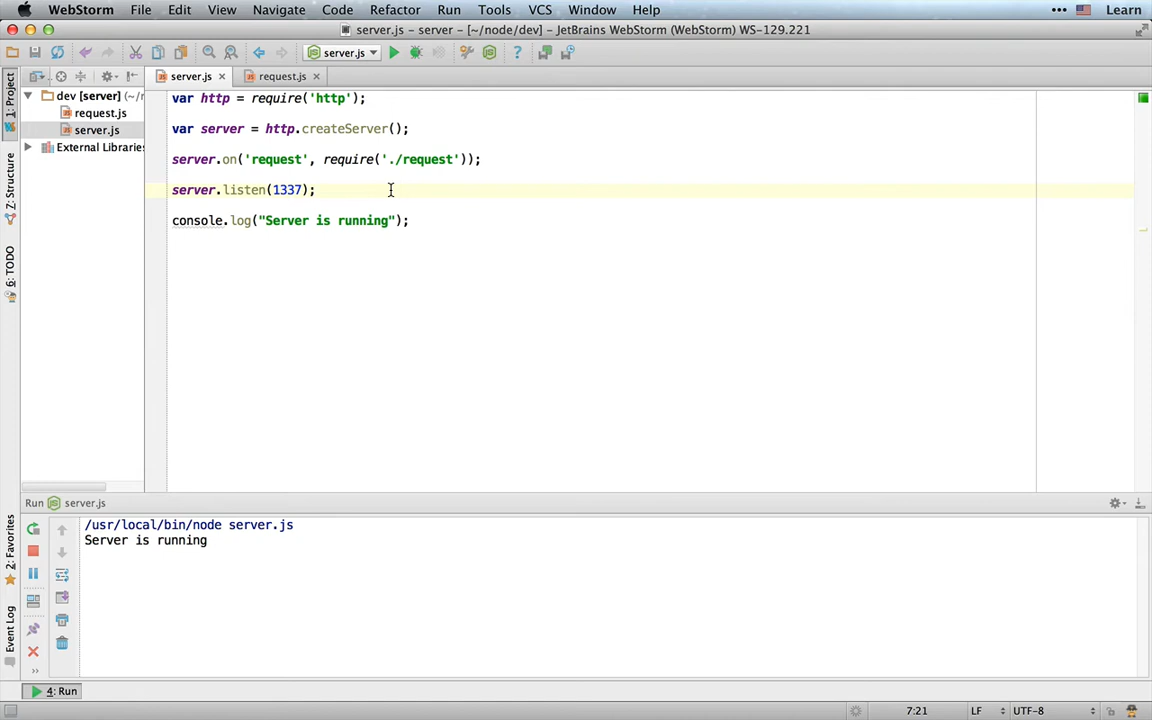 WebStorm File Edit View Navigate Code Refactor Run Tools VCS Window Help Learn
server.js – server – [~/node/dev] – JetBrains WebStorm (WebStorm) WS-129.221
server.js
server.js request.js
1: Project
dev [server] (~/r
request.js
server.js
External Libraries
Z: Structure
6: TODO
var http = require('http');
var server = http.createServer();
server.on('request', require('./request'));
server.listen(1337);
console.log("Server is running");
Run server.js
/usr/local/bin/node server.js
Server is running
2: Favorites
Event Log
4: Run
7:21 LF UTF-8